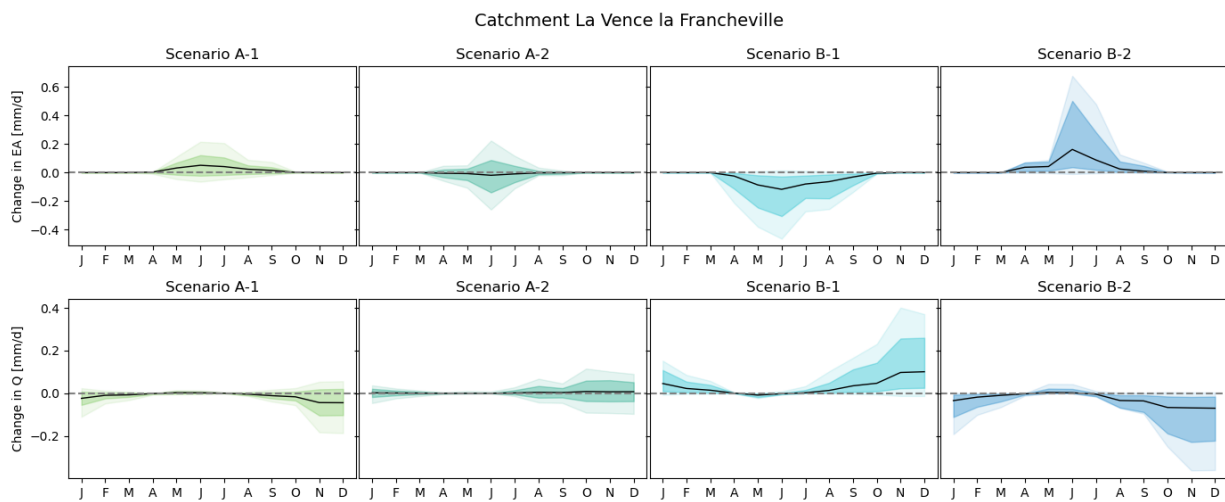 Catchment La Vence la Francheville
Scenario A-1 Scenario A-2 Scenario B-1 Scenario B-2
Change in EA [mm/d]
0.6
0.4
0.2
0.0
−0.2
−0.4
J F M A M J J A S O N D J F M A M J J A S O N D J F M A M J J A S O N D J F M A M J J A S O N D
Scenario A-1 Scenario A-2 Scenario B-1 Scenario B-2
Change in Q [mm/d]
0.4
0.2
0.0
−0.2
J F M A M J J A S O N D J F M A M J J A S O N D J F M A M J J A S O N D J F M A M J J A S O N D